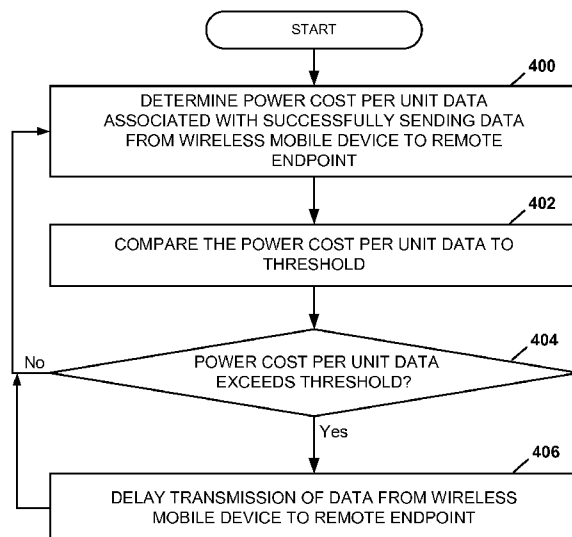 START
400
DETERMINE POWER COST PER UNIT DATA
ASSOCIATED WITH SUCCESSFULLY SENDING DATA
FROM WIRELESS MOBILE DEVICE TO REMOTE
ENDPOINT
402
COMPARE THE POWER COST PER UNIT DATA TO
THRESHOLD
404
No
POWER COST PER UNIT DATA
EXCEEDS THRESHOLD?
Yes
406
DELAY TRANSMISSION OF DATA FROM WIRELESS
MOBILE DEVICE TO REMOTE ENDPOINT